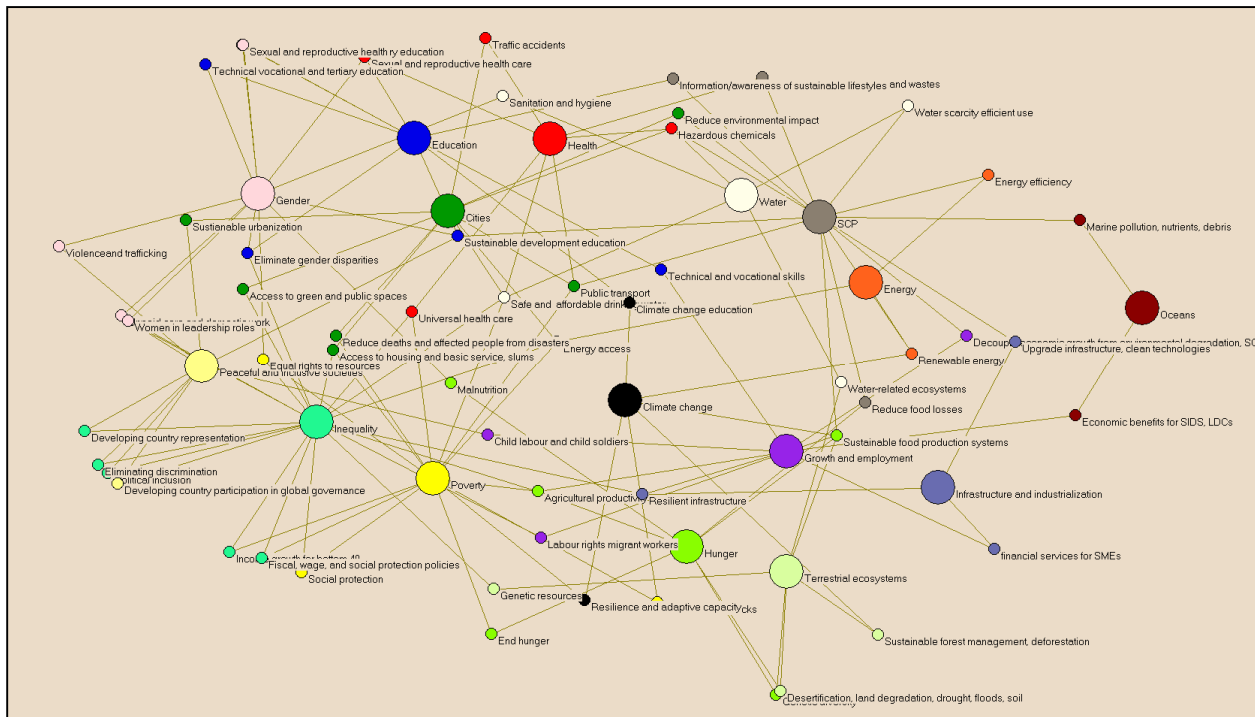 Sexual and reproductive health ry education
Traffic accidents
Sexual and reproductive health care
Technical vocational and tertiary education
Information/awareness of sustainable lifestyles and wastes
Sanitation and hygiene
Water scarcity efficient use
Reduce environmental impact
Hazardous chemicals
Education
Health
Energy efficiency
Gender
Water
Cities
SCP
Sustianable urbanization
Marine pollution, nutrients, debris
Sustainable development education
Violenceand trafficking
Eliminate gender disparities
Technical and vocational skills
Access to green and public spaces
Public transport
Energy
Safe and affordable
Climate change education
Oceans
Universal health care
Women in leadership roles
Reduce deaths and affected people from disasters
Energy access
Upgrade infrastructure, clean technologies
Renewable energy
Access to housing and basic service, slums
Equal rights to resources
Peaceful and inclusive societies
Malnutrition
Water-related ecosystems
Climate change
Reduce food losses
Economic benefits for SIDS, LDCs
Inequality
Developing country representation
Child labour and child soldiers
Sustainable food production systems
Growth and employment
Eliminating discrimination
political inclusion
Poverty
Developing country participation in global governance
Agricultural
Resilient infrastructure
Infrastructure and industrialization
Labour rights migrant workers
Hunger
financial services for SMEs
Fiscal, wage, and social protection policies
Social protection
Terrestrial ecosystems
Genetic resources
Resilience and adaptive capacity
End hunger
Sustainable forest management, deforestation
Desertification, land degradation, drought, floods, soil